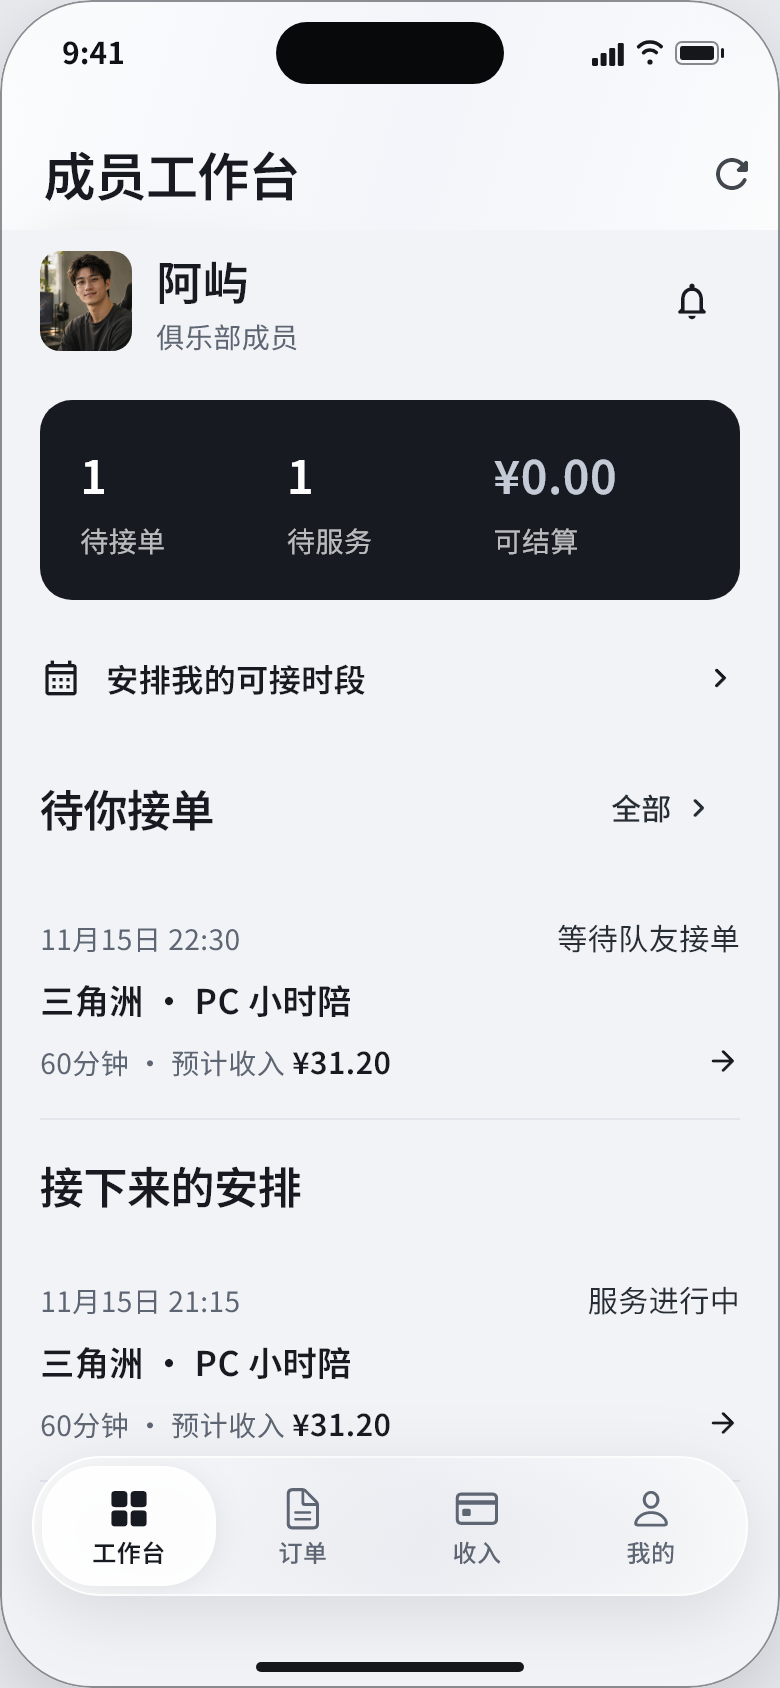 9:41
成员工作台
阿屿
俱乐部成员
1 1 ¥0.00
待接单 待服务 可结算
安排我的可接时段
待你接单 全部
11月15日 22:30 等待队友接单
三角洲 · PC 小时陪
60分钟 · 预计收入 ¥31.20
接下来的安排
11月15日 21:15 服务进行中
三角洲 · PC 小时陪
60分钟 · 预计收入 ¥31.20
工作台 订单 收入 我的